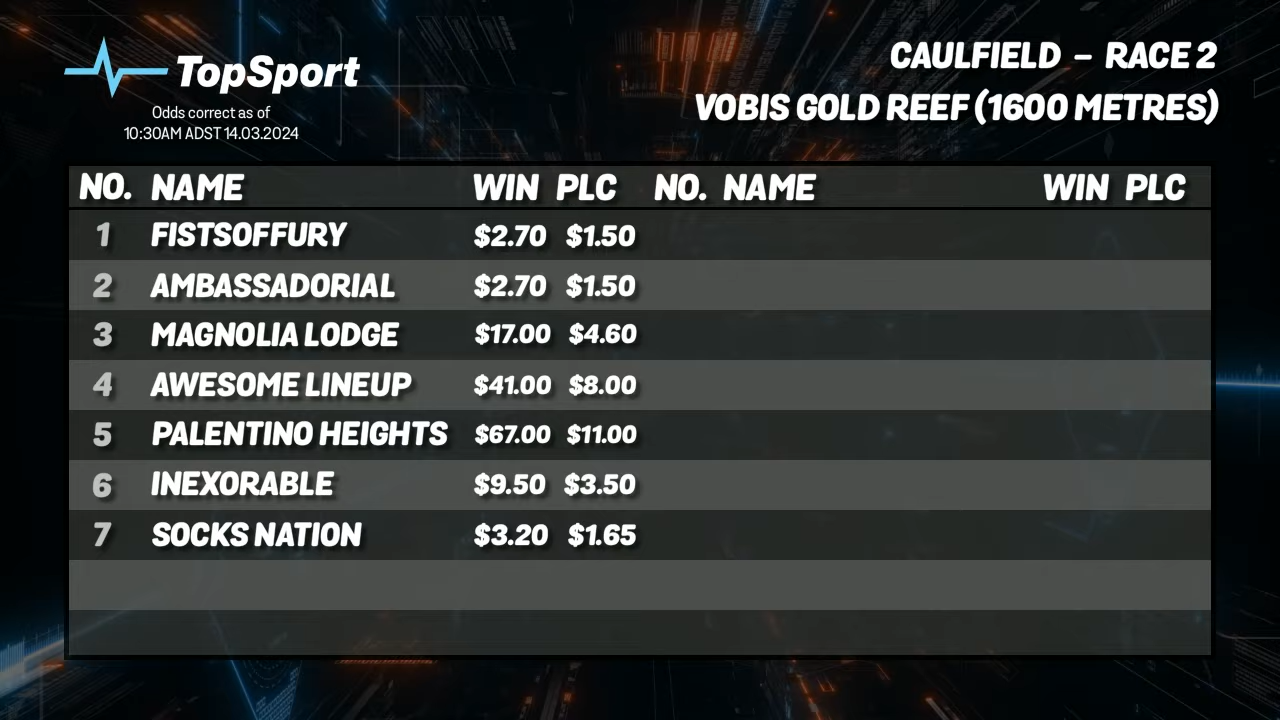 TopSport
Odds correct as of
10:30AM ADST 14.03.2024
CAULFIELD - RACE 2
VOBIS GOLD REEF (1600 METRES)
NO. NAME WIN PLC NO. NAME WIN PLC
1 FISTSOFFURY $2.70 $1.50
2 AMBASSADORIAL $2.70 $1.50
3 MAGNOLIA LODGE $17.00 $4.60
4 AWESOME LINEUP $41.00 $8.00
5 PALENTINO HEIGHTS $67.00 $11.00
6 INEXORABLE $9.50 $3.50
7 SOCKS NATION $3.20 $1.65